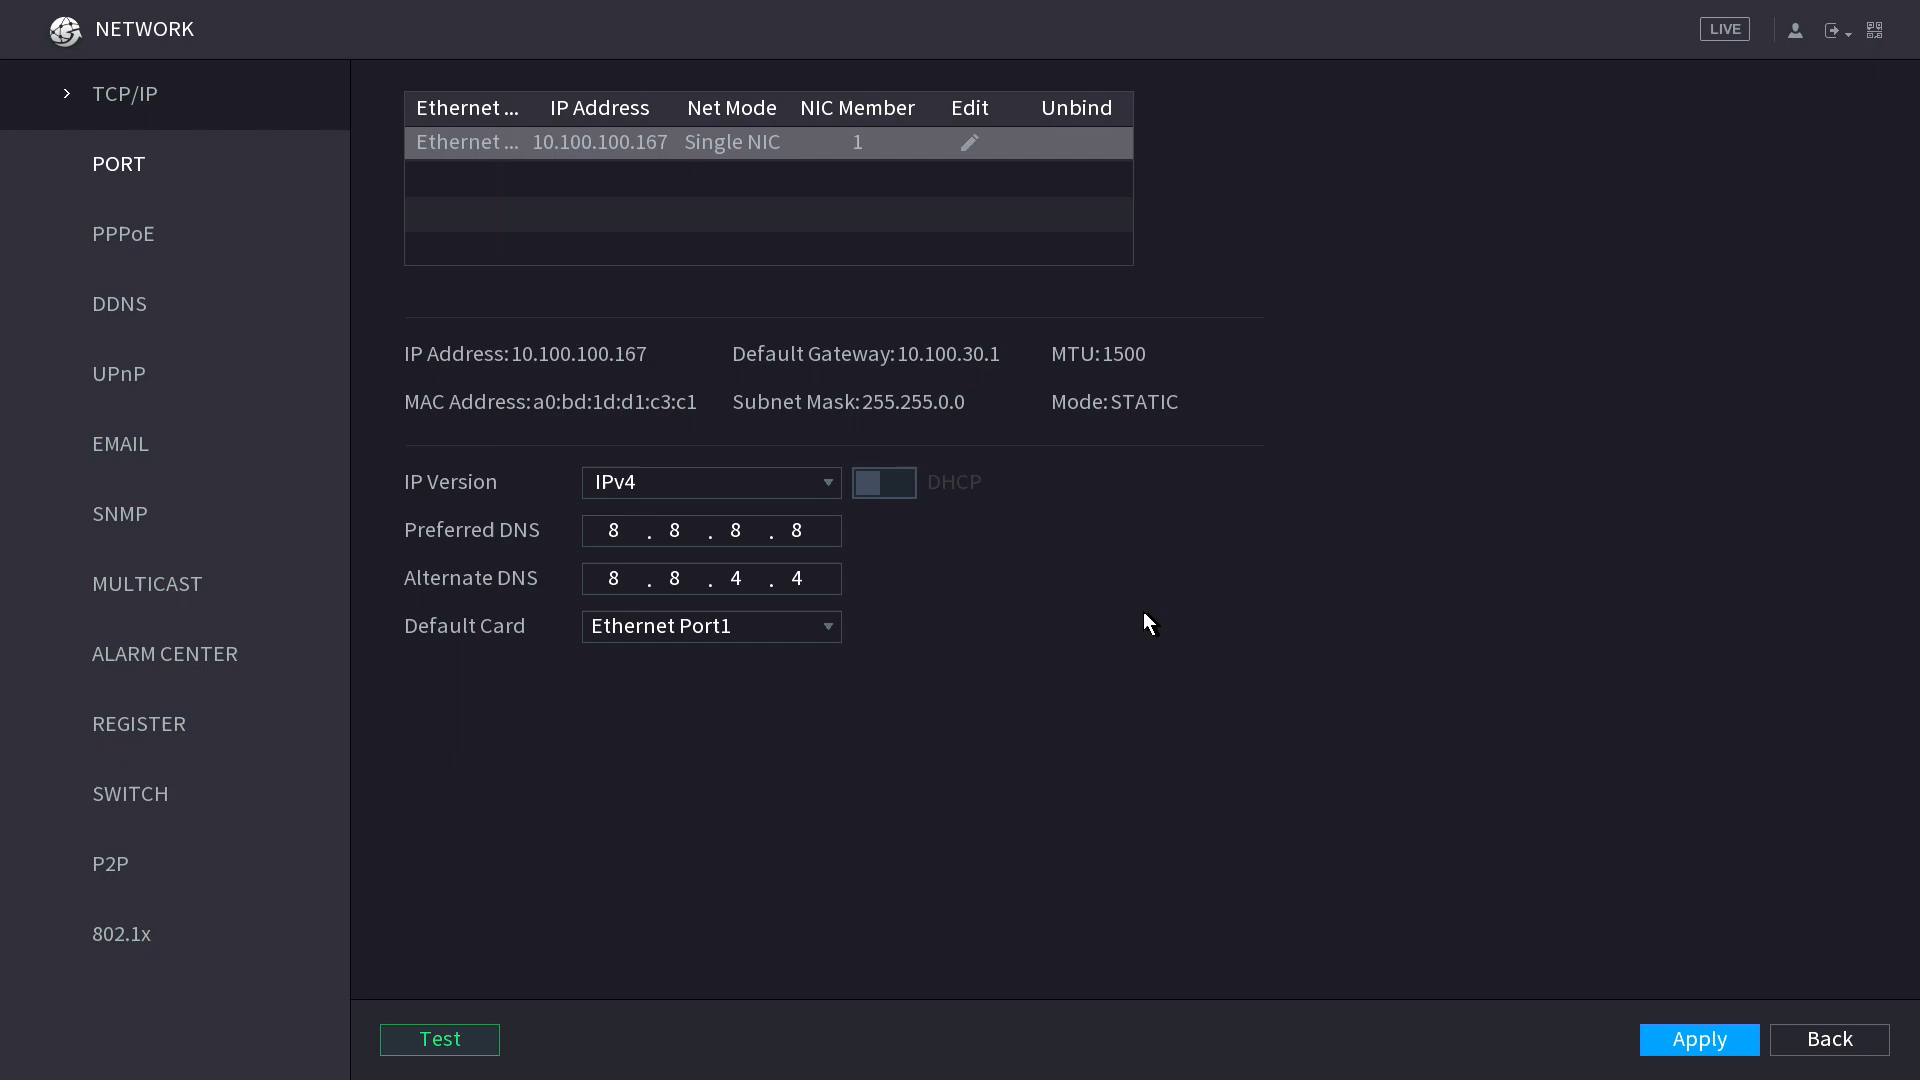 NETWORK
LIVE
TCP/IP
PORT
PPPoE
DDNS
UPnP
EMAIL
SNMP
MULTICAST
ALARM CENTER
REGISTER
SWITCH
P2P
802.1x
Ethernet ... IP Address Net Mode NIC Member Edit Unbind
Ethernet ... 10.100.100.167 Single NIC 1
IP Address:10.100.100.167 Default Gateway:10.100.30.1 MTU:1500
MAC Address:a0:bd:1d:d1:c3:c1 Subnet Mask:255.255.0.0 Mode:STATIC
IP Version IPv4 DHCP
Preferred DNS 8 . 8 . 8 . 8
Alternate DNS 8 . 8 . 4 . 4
Default Card Ethernet Port1
Test Apply Back